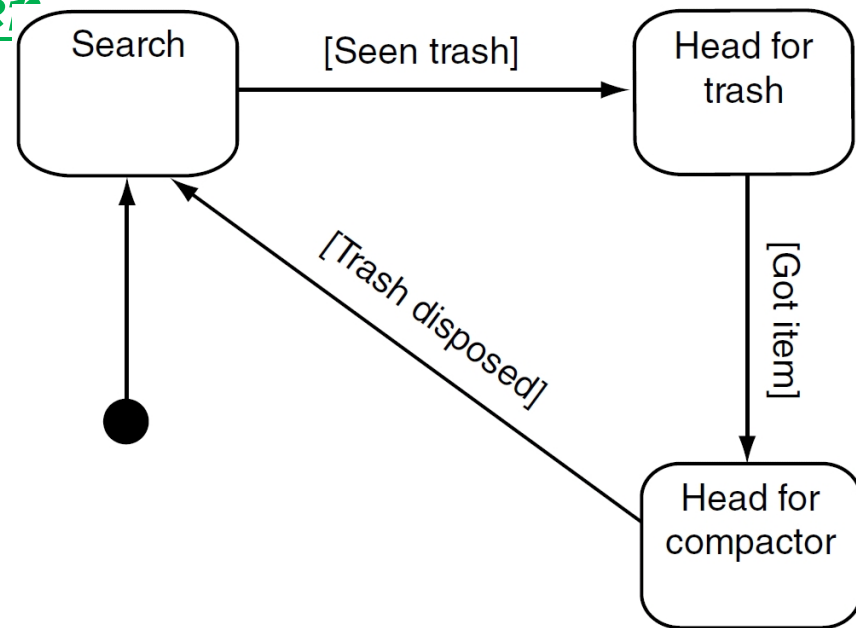 Search
[Seen trash]
Head for
trash
[Trash disposed]
[Got item]
Head for
compactor